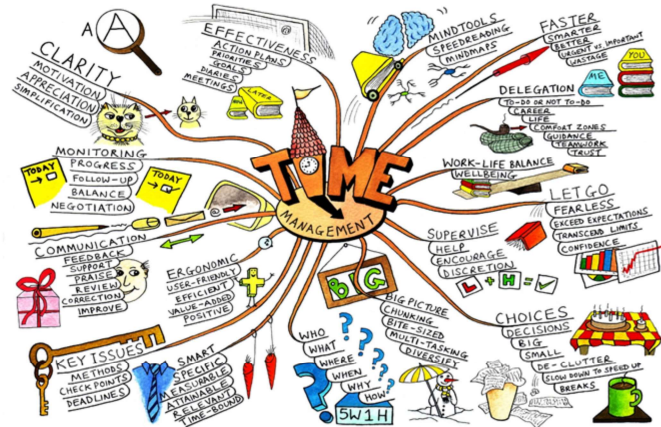 TIME
MANAGEMENT
A A
CLARITY
MOTIVATION
APPRECIATION
SIMPLIFICATION
EFFECTIVENESS
ACTION PLANS
PRIORITIES
GOALS
DIARIES
MEETINGS
NOW
LATER
MINDTOOLS
SPEEDREADING
MINDMAPS
FASTER
SMARTER
BETTER
URGENT VS IMPORTANT
WASTAGE
YOU
ME
DELEGATION
TO-DO OR NOT TO-DO
CAREER
LIFE
COMFORT ZONES
GUIDANCE
TEAMWORK
TRUST
WORK-LIFE BALANCE
WELLBEING
LET GO
FEARLESS
EXCEED EXPECTATIONS
TRANSCEND LIMITS
CONFIDENCE
SUPERVISE
HELP
ENCOURAGE
DISCRETION
L + H = ✓
CHOICES
DECISIONS
BIG
SMALL
DE-CLUTTER
SLOW DOWN TO SPEED UP
BREAKS
BIG
BIG PICTURE
CHUNKING
BITE-SIZED
MULTI-TASKING
DIVERSIFY
WHO
WHAT
WHERE
WHEN
WHY
HOW
5W1H
SMART
SPECIFIC
MEASURABLE
ATTAINABLE
RELEVANT
TIME-BOUND
KEY ISSUES
METHODS
CHECKPOINTS
DEADLINES
ERGONOMIC
USER-FRIENDLY
EFFICIENT
VALUE-ADDED
POSITIVE
COMMUNICATION
FEEDBACK
SUPPORT
PRAISE
REVIEW
CORRECTION
IMPROVE
MONITORING
PROGRESS
FOLLOW-UP
BALANCE
NEGOTIATION
TODAY
TODAY